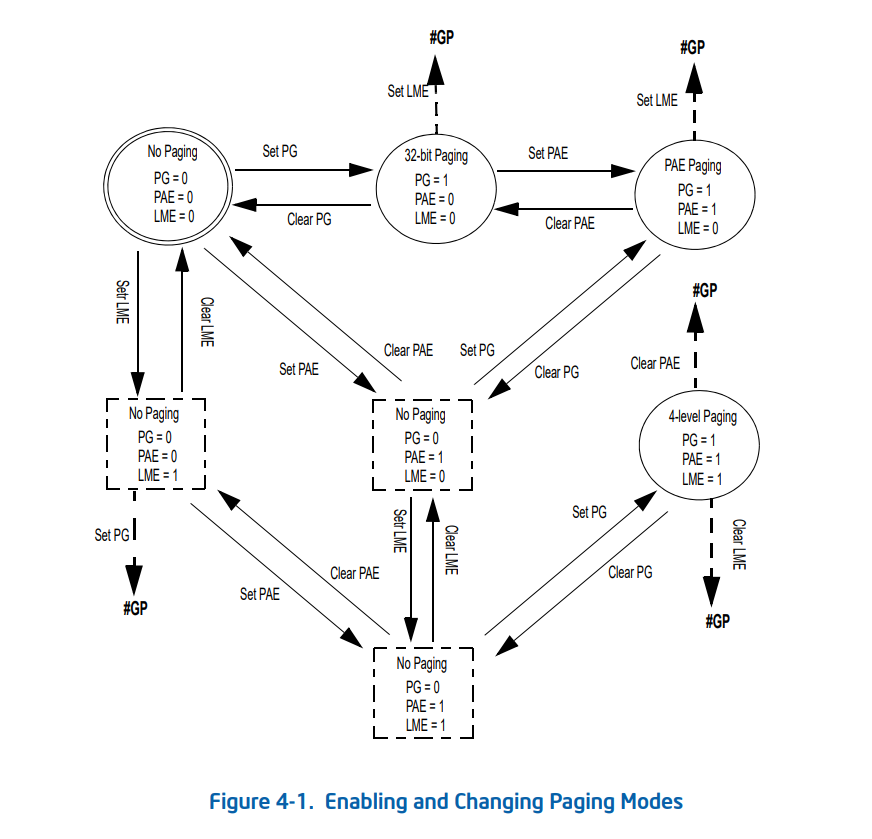 #GP
#GP
Set LME
Set LME
No Paging
PG = 0
PAE = 0
LME = 0
Set PG
Clear PG
32-bit Paging
PG = 1
PAE = 0
LME = 0
Set PAE
Clear PAE
PAE Paging
PG = 1
PAE = 1
LME = 0
Setr LME
Clear LME
Set PAE
Clear PAE
Set PG
Clear PG
#GP
Clear PAE
No Paging
PG = 0
PAE = 0
LME = 1
No Paging
PG = 0
PAE = 1
LME = 0
4-level Paging
PG = 1
PAE = 1
LME = 1
Set PG
#GP
Set PAE
Clear PAE
Setr LME
Clear LME
Set PG
Clear PG
Clear LME
#GP
No Paging
PG = 0
PAE = 1
LME = 1
Figure 4-1. Enabling and Changing Paging Modes